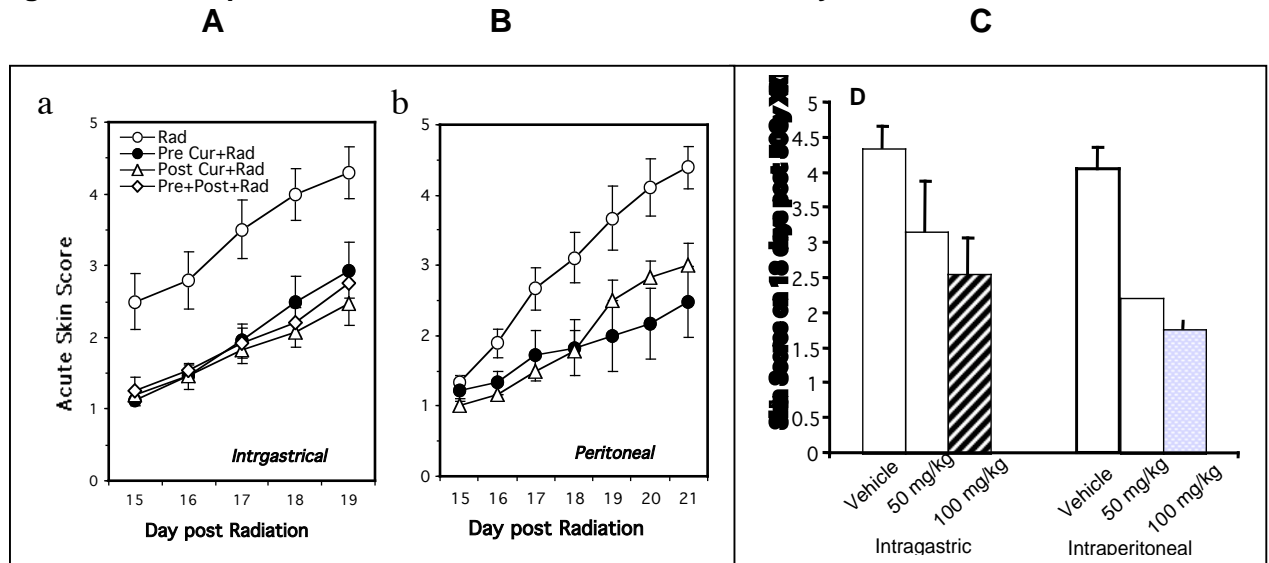 A B C
a
b
5
4
3
2
1
0
Rad
Pre Cur+Rad
Post Cur+Rad
Pre+Post+Rad
Acute Skin Score
Intrgastrical
15 16 17 18 19
Day post Radiation
5
4
3
2
1
0
Peritoneal
15 16 17 18 19 20 21
Day post Radiation
D
5
4.5
4
3.5
3
2.5
2
1.5
1
0.5
0
Vehicle
50 mg/kg
100 mg/kg
Intragastric
Vehicle
50 mg/kg
100 mg/kg
Intraperitoneal